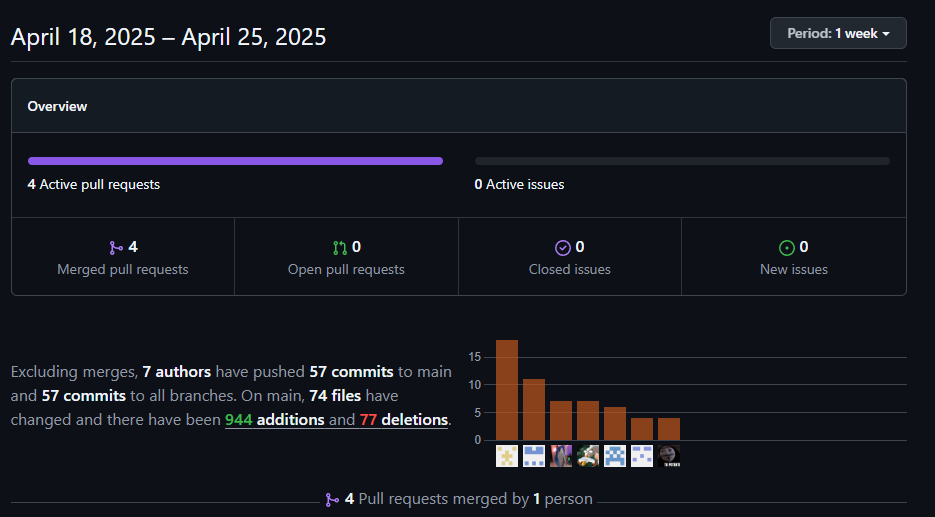 April 18, 2025 – April 25, 2025
Period: 1 week
Overview
4 Active pull requests
0 Active issues
4
Merged pull requests
0
Open pull requests
0
Closed issues
0
New issues
Excluding merges, 7 authors have pushed 57 commits to main
and 57 commits to all branches. On main, 74 files have
changed and there have been 944 additions and 77 deletions.
15
10
5
0
4 Pull requests merged by 1 person